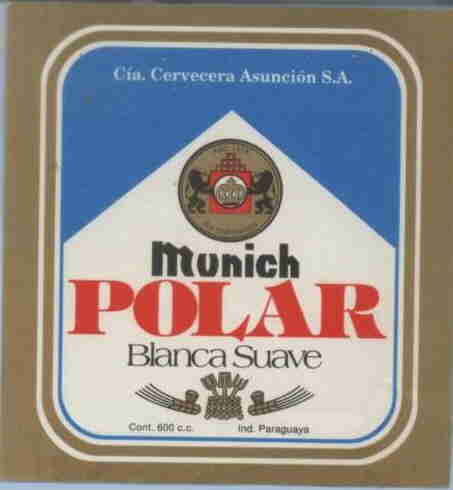 Cía. Cervecera Asunción S.A.
Munich
POLAR
Blanca Suave
Cont. 600 c.c. Ind. Paraguaya